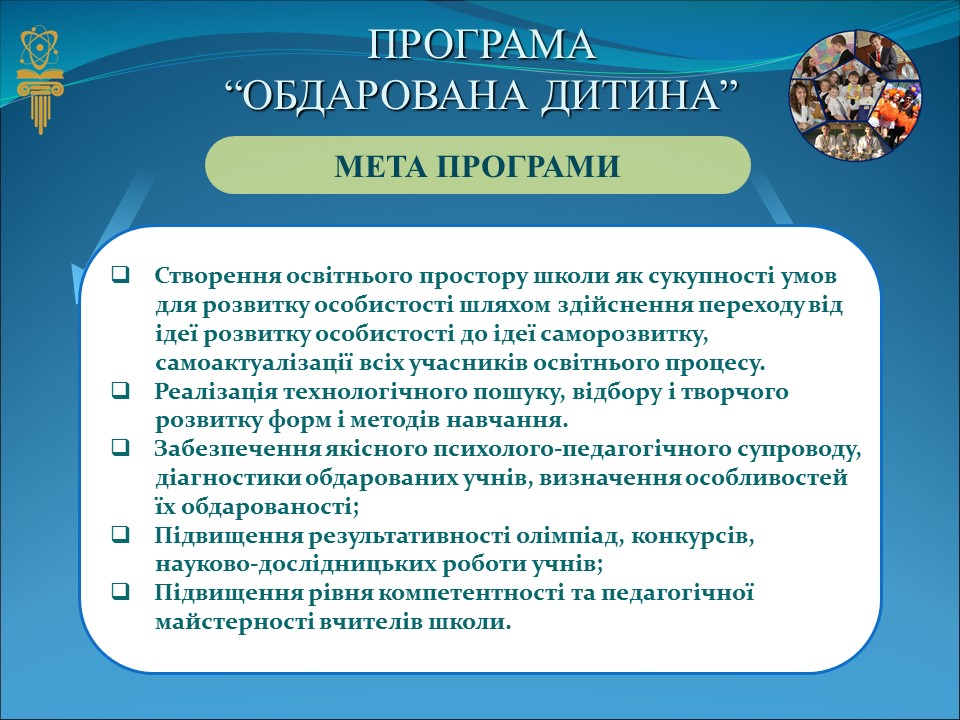 ПРОГРАМА
“ОБДАРОВАНА ДИТИНА”
МЕТА ПРОГРАМИ
Створення освітнього простору школи як сукупності умов
для розвитку особистості шляхом здійснення переходу від
ідеї розвитку особистості до ідеї саморозвитку,
самоактуалізації всіх учасників освітнього процесу.
Реалізація технологічного пошуку, відбору і творчого
розвитку форм і методів навчання.
Забезпечення якісного психолого-педагогічного супроводу,
діагностики обдарованих учнів, визначення особливостей
їх обдарованості;
Підвищення результативності олімпіад, конкурсів,
науково-дослідницьких роботи учнів;
Підвищення рівня компетентності та педагогічної
майстерності вчителів школи.